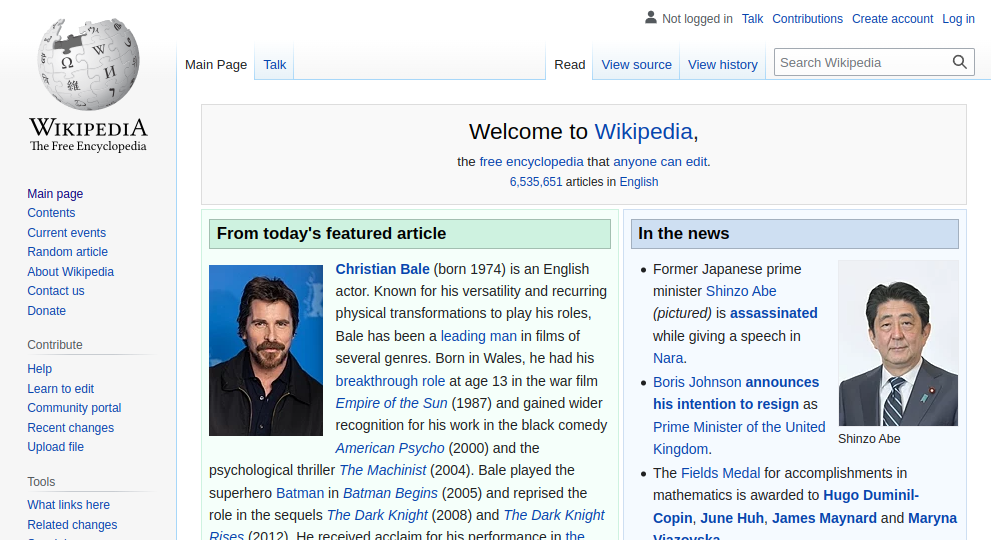 Not logged in Talk Contributions Create account Log in
Main Page Talk Read View source View history Search Wikipedia
WIKIPEDIA
The Free Encyclopedia
Main page
Contents
Current events
Random article
About Wikipedia
Contact us
Donate
Contribute
Help
Learn to edit
Community portal
Recent changes
Upload file
Tools
What links here
Related changes
Welcome to Wikipedia,
the free encyclopedia that anyone can edit.
6,535,651 articles in English
From today's featured article
Christian Bale (born 1974) is an English
actor. Known for his versatility and recurring
physical transformations to play his roles,
Bale has been a leading man in films of
several genres. Born in Wales, he had his
breakthrough role at age 13 in the war film
Empire of the Sun (1987) and gained wider
recognition for his work in the black comedy
American Psycho (2000) and the
psychological thriller The Machinist (2004). Bale played the
superhero Batman in Batman Begins (2005) and reprised the
role in the sequels The Dark Knight (2008) and The Dark Knight
Rises (2012). He received acclaim for his performance in the
In the news
Former Japanese prime
minister Shinzo Abe
(pictured) is assassinated
while giving a speech in
Nara.
Shinzo Abe
Boris Johnson announces
his intention to resign as
Prime Minister of the United
Kingdom.
The Fields Medal for accomplishments in
mathematics is awarded to Hugo Duminil-
Copin, June Huh, James Maynard and Maryna
Viazovska.